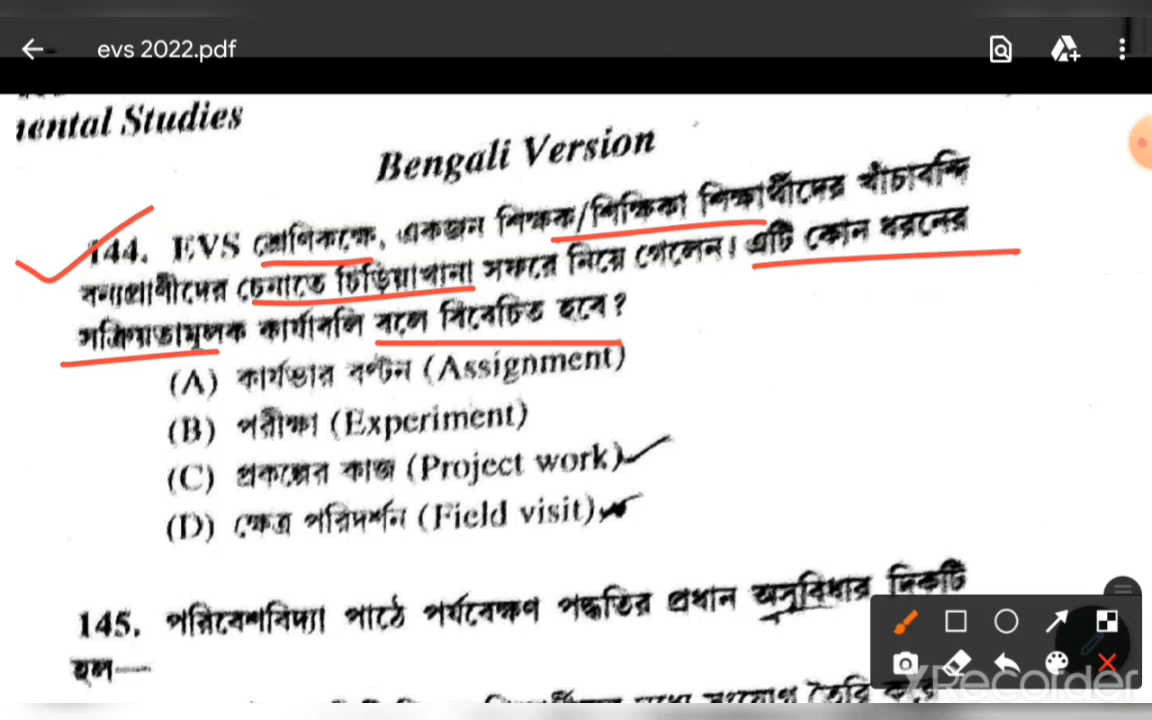 evs 2022.pdf
nental Studies
Bengali Version
144. EVS শ্রেণিকক্ষে, একজন শিক্ষক/শিক্ষিকা শিক্ষার্থীদের খাঁচাবন্দি
বন্যপ্রাণীদের চেনাতে চিড়িয়াখানা সফরে নিয়ে গেলেন। এটি কোন ধরনের
সক্রিয়তামূলক কার্যাবলি বলে বিবেচিত হবে?
(A) কার্যভার বণ্টন (Assignment)
(B) পরীক্ষা (Experiment)
(C) প্রকল্পের কাজ (Project work)
(D) ক্ষেত্র পরিদর্শন (Field visit)
145. পরিবেশবিদ্যা পাঠে পর্যবেক্ষণ পদ্ধতির প্রধান অসুবিধার দিকটি
হল—
XRecorder